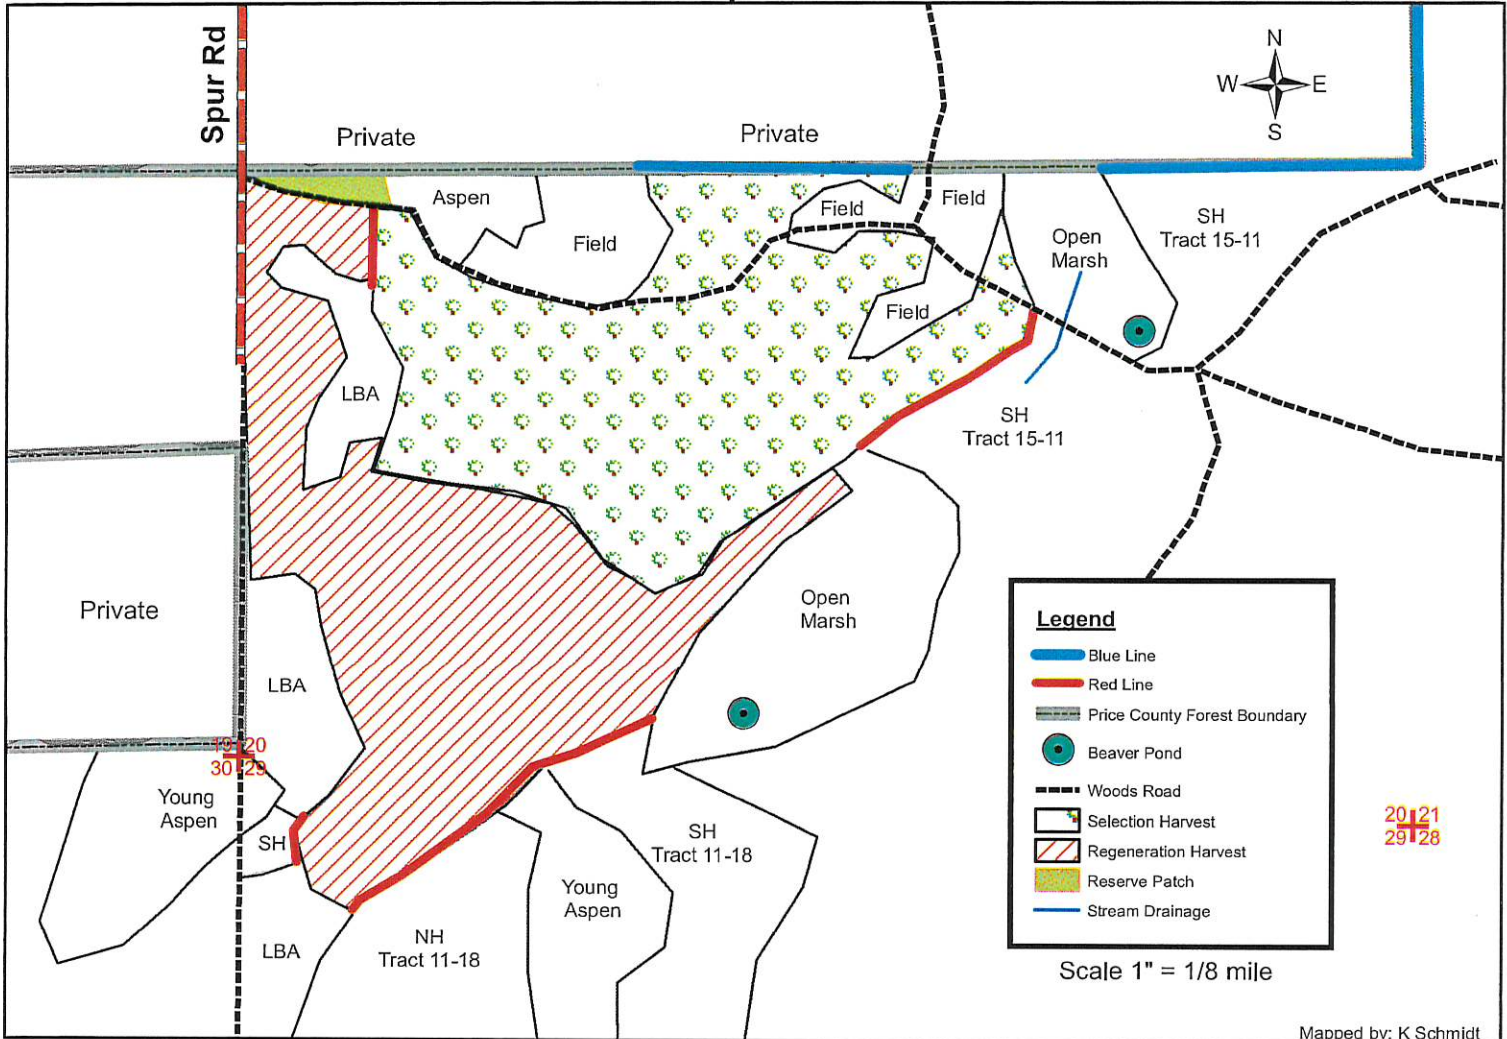 Spur Rd
N
W E
S
Private
Private
Aspen
Field
Field
Field
Open
Marsh
SH
Tract 15-11
Field
LBA
SH
Tract 15-11
Private
Open
Marsh
LBA
19 20
30 29
Young
Aspen
SH
SH
Tract 11-18
Young
Aspen
LBA
NH
Tract 11-18
Legend
Blue Line
Red Line
Price County Forest Boundary
Beaver Pond
Woods Road
Selection Harvest
Regeneration Harvest
Reserve Patch
Stream Drainage
20 21
29 28
Scale 1" = 1/8 mile
Mapped by: K Schmidt